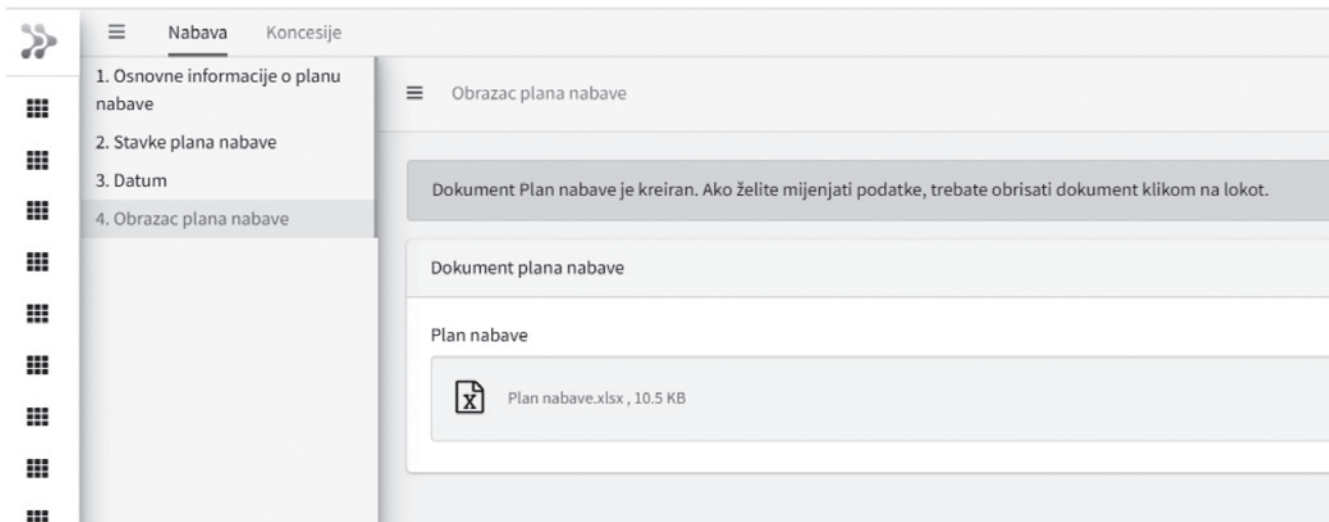 Nabava Koncesije
1. Osnovne informacije o planu
nabave
2. Stavke plana nabave
3. Datum
4. Obrazac plana nabave
Obrazac plana nabave
Dokument Plan nabave je kreiran. Ako želite mijenjati podatke, trebate obrisati dokument klikom na lokot.
Dokument plana nabave
Plan nabave
Plan nabave.xlsx , 10.5 KB